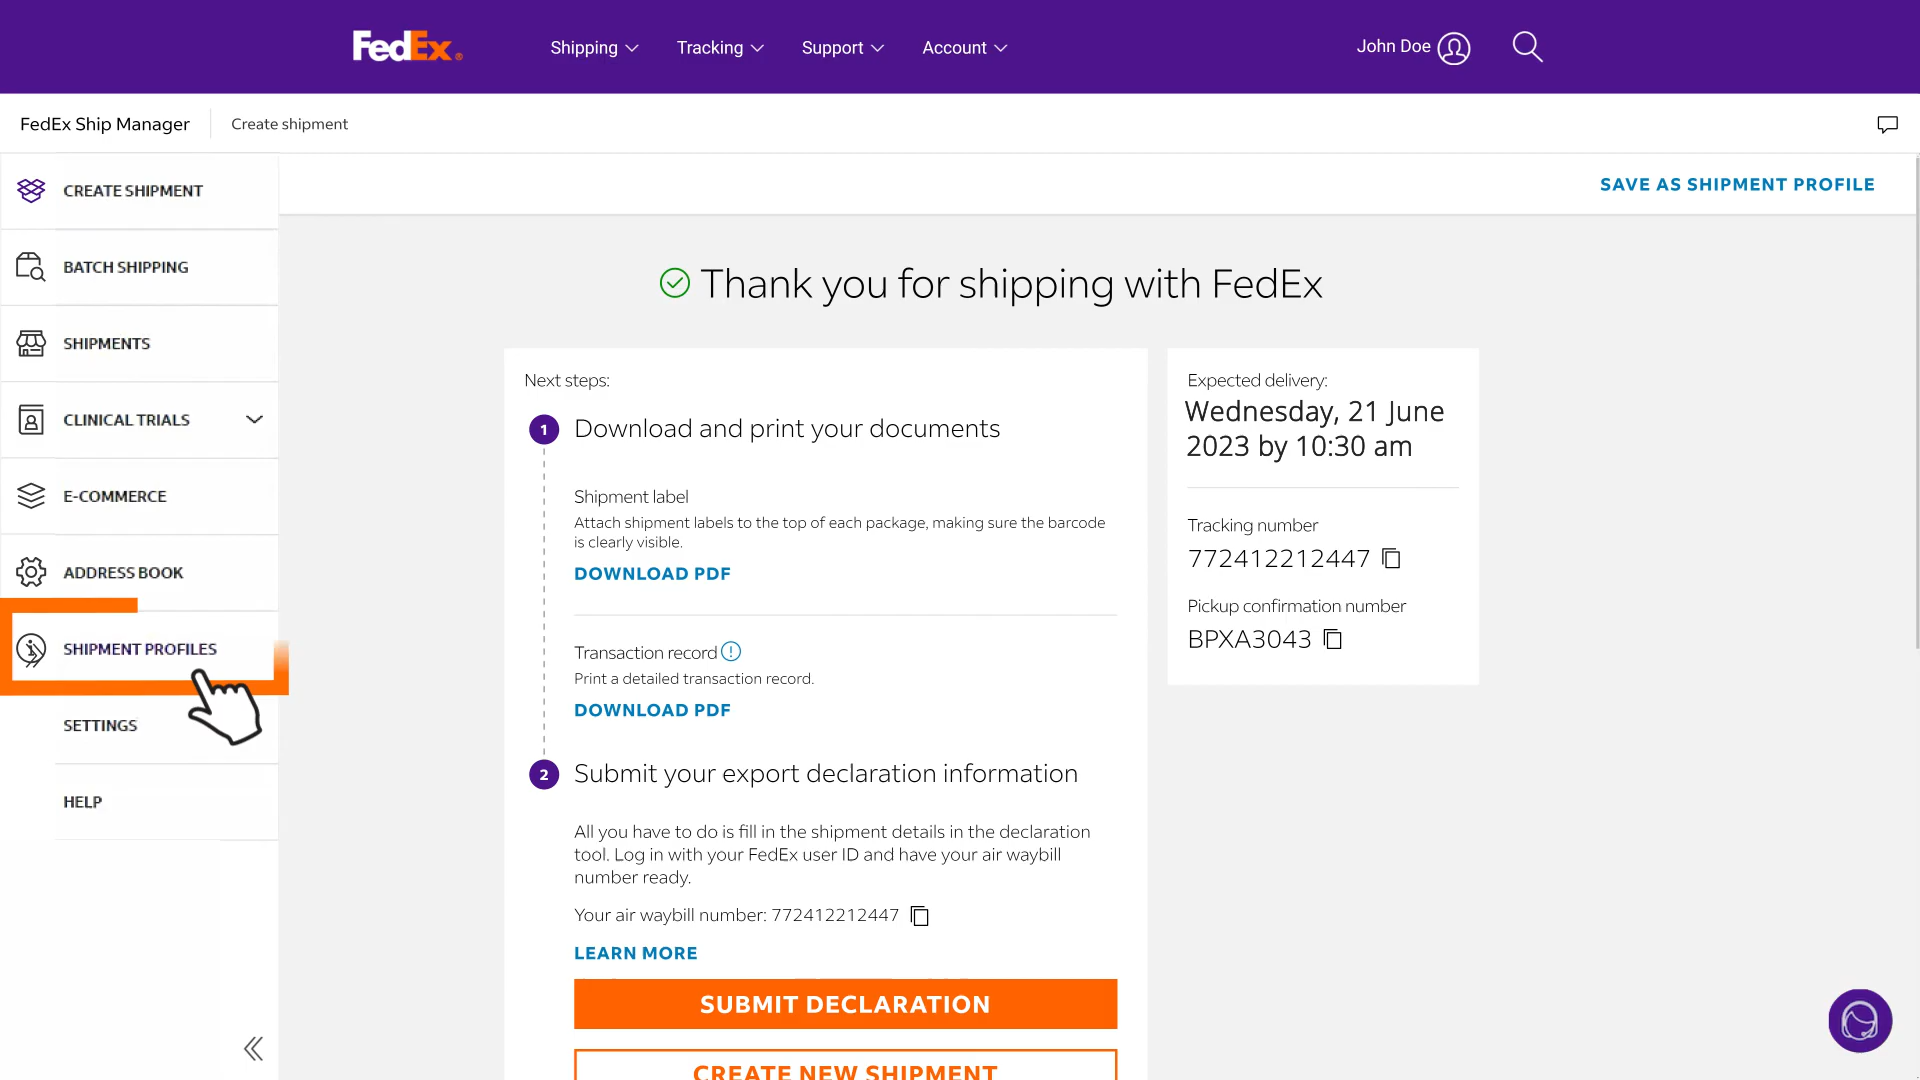 FedEx®
Shipping
Tracking
Support
Account
John Doe
FedEx Ship Manager
Create shipment
CREATE SHIPMENT
BATCH SHIPPING
SHIPMENTS
CLINICAL TRIALS
E-COMMERCE
ADDRESS BOOK
SHIPMENT PROFILES
SETTINGS
HELP
SAVE AS SHIPMENT PROFILE
Thank you for shipping with FedEx
Next steps:
1 Download and print your documents
Shipment label
Attach shipment labels to the top of each package, making sure the barcode
is clearly visible.
DOWNLOAD PDF
Transaction record
Print a detailed transaction record.
DOWNLOAD PDF
2 Submit your export declaration information
All you have to do is fill in the shipment details in the declaration
tool. Log in with your FedEx user ID and have your air waybill
number ready.
Your air waybill number: 772412212447
LEARN MORE
SUBMIT DECLARATION
CREATE NEW SHIPMENT
Expected delivery:
Wednesday, 21 June
2023 by 10:30 am
Tracking number
772412212447
Pickup confirmation number
BPXA3043